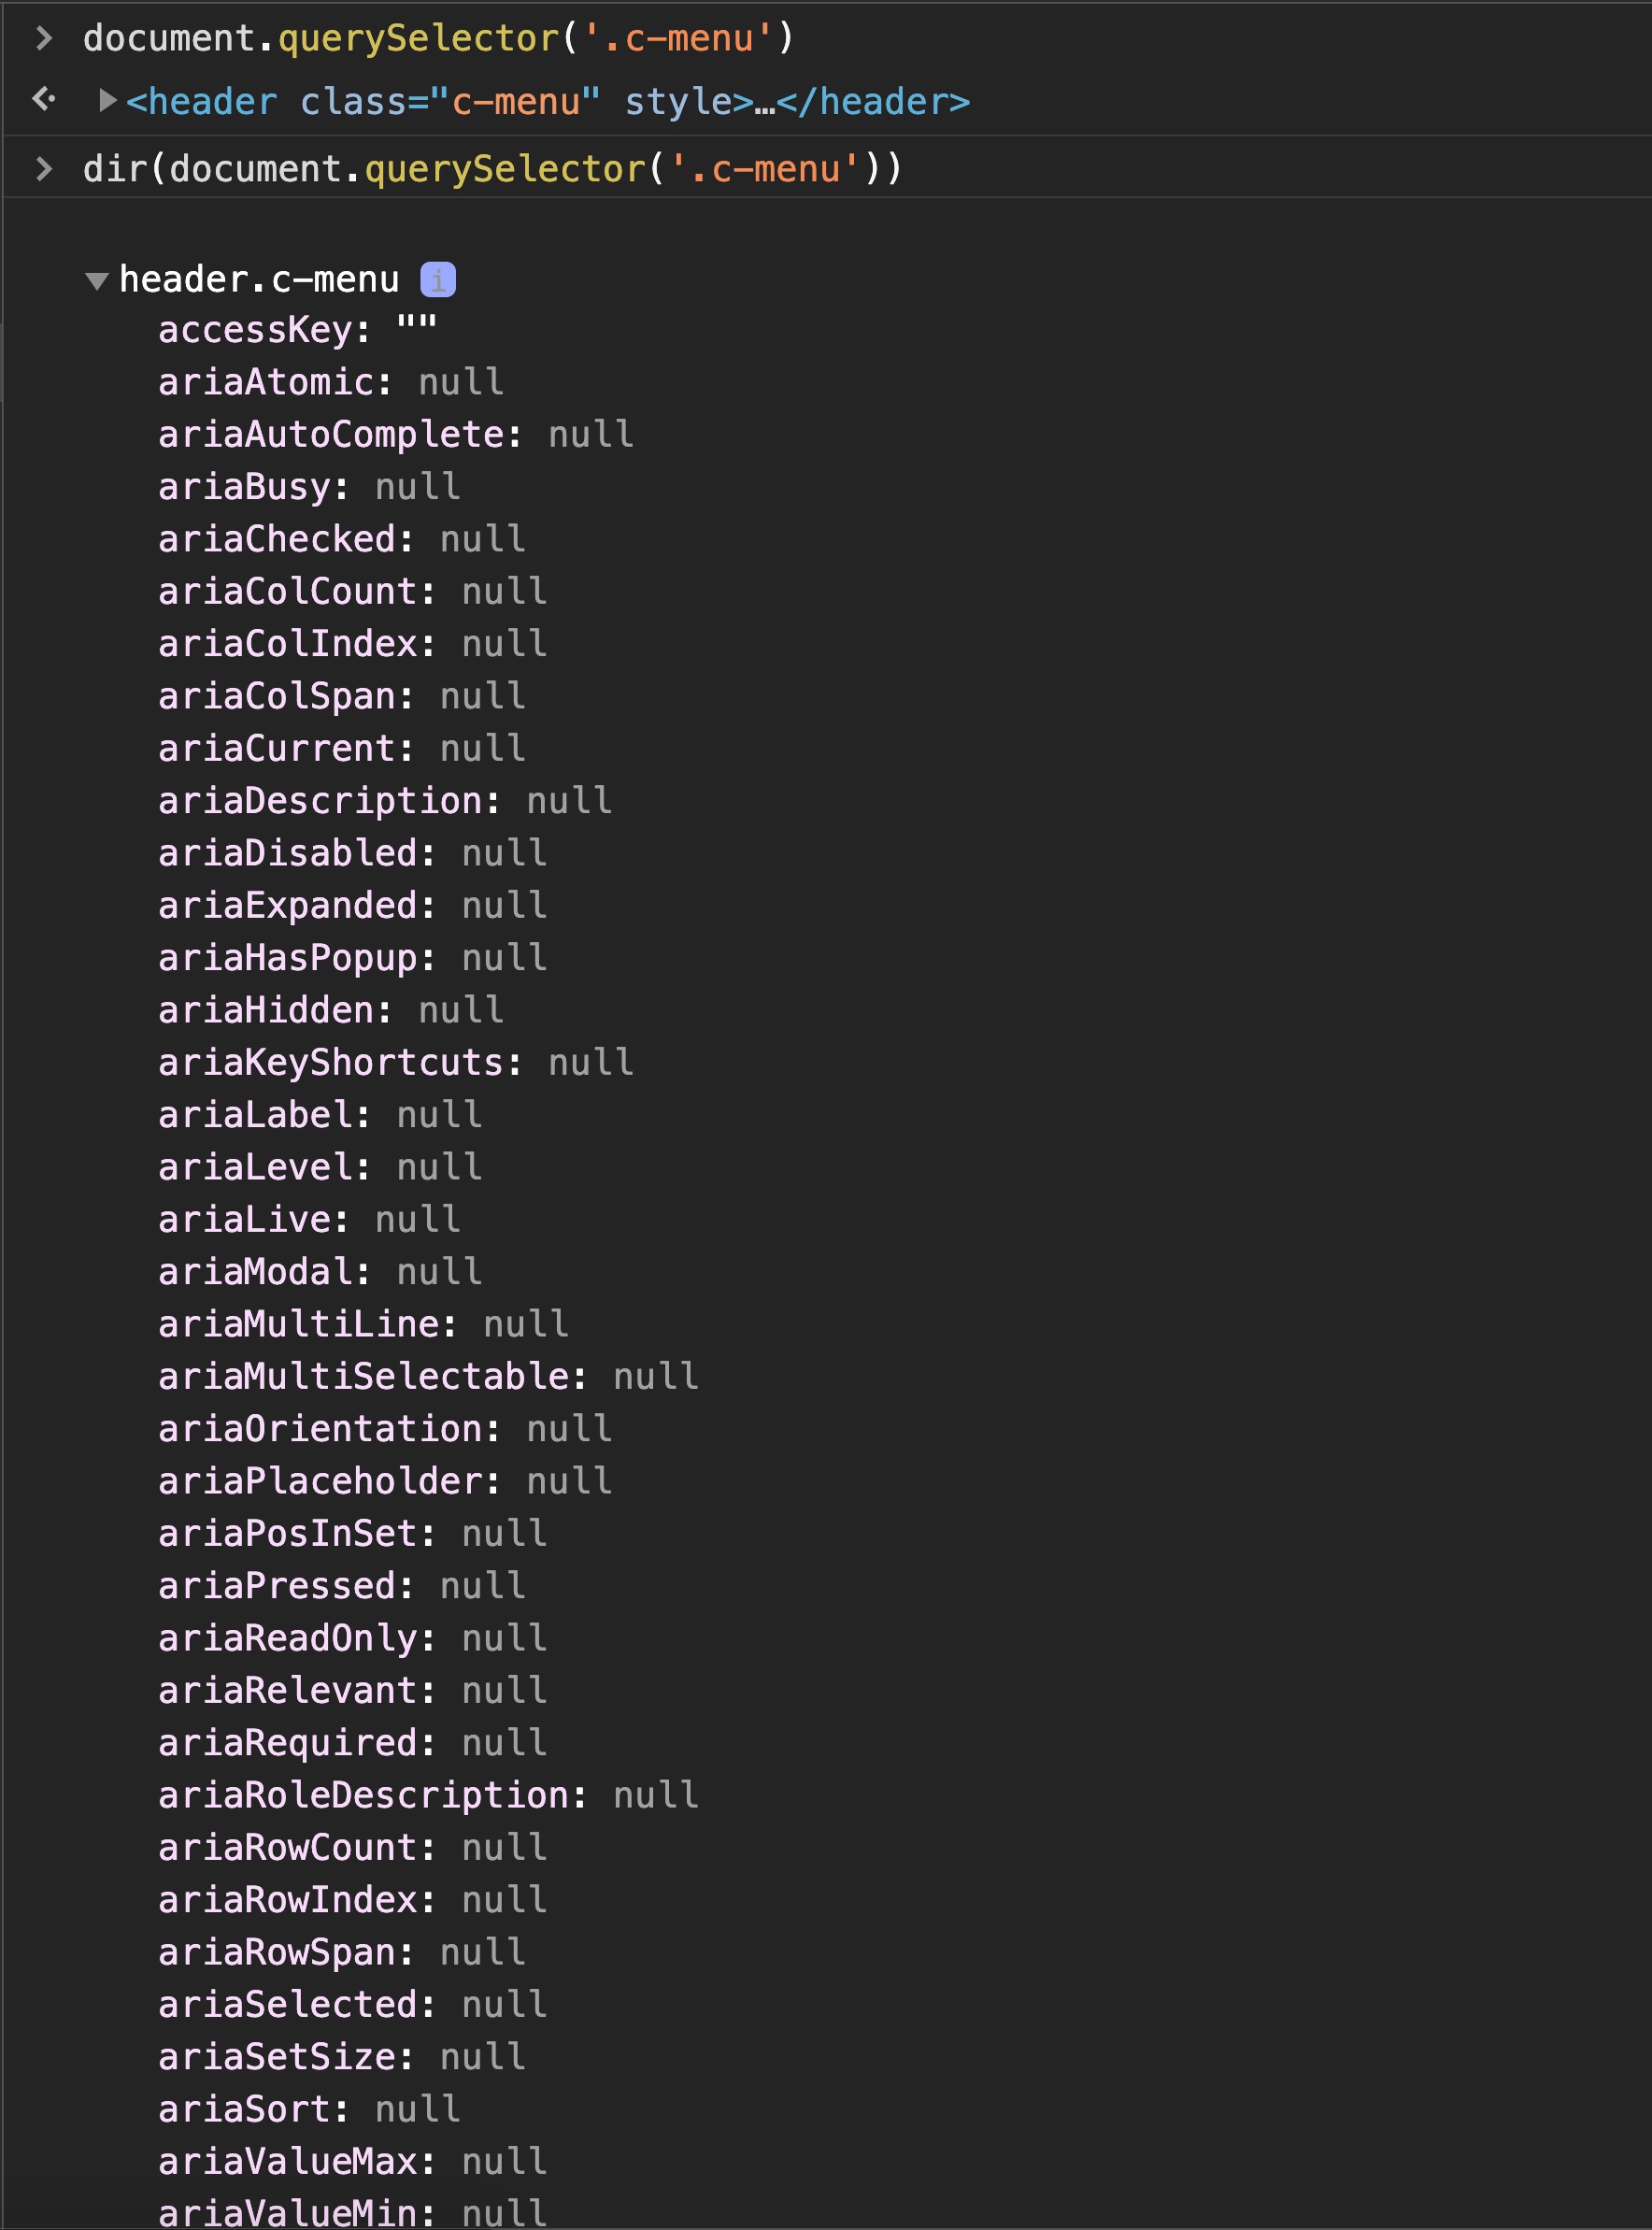 document.querySelector('.c-menu')
<header class="c-menu" style>…</header>
dir(document.querySelector('.c-menu'))
header.c-menu i
accessKey: ""
ariaAtomic: null
ariaAutoComplete: null
ariaBusy: null
ariaChecked: null
ariaColCount: null
ariaColIndex: null
ariaColSpan: null
ariaCurrent: null
ariaDescription: null
ariaDisabled: null
ariaExpanded: null
ariaHasPopup: null
ariaHidden: null
ariaKeyShortcuts: null
ariaLabel: null
ariaLevel: null
ariaLive: null
ariaModal: null
ariaMultiLine: null
ariaMultiSelectable: null
ariaOrientation: null
ariaPlaceholder: null
ariaPosInSet: null
ariaPressed: null
ariaReadOnly: null
ariaRelevant: null
ariaRequired: null
ariaRoleDescription: null
ariaRowCount: null
ariaRowIndex: null
ariaRowSpan: null
ariaSelected: null
ariaSetSize: null
ariaSort: null
ariaValueMax: null
ariaValueMin: null